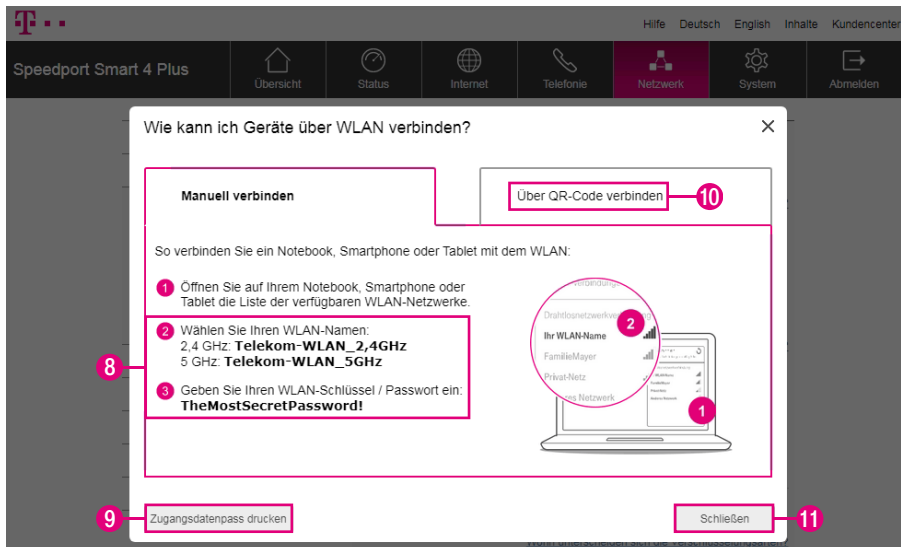 T
Hilfe Deutsch English Inhalte Kundencenter
Speedport Smart 4 Plus
Übersicht Status Internet Telefonie Netzwerk System Abmelden
Wie kann ich Geräte über WLAN verbinden?
Manuell verbinden
Über QR-Code verbinden
10
So verbinden Sie ein Notebook, Smartphone oder Tablet mit dem WLAN:
1 Öffnen Sie auf Ihrem Notebook, Smartphone oder
Tablet die Liste der verfügbaren WLAN-Netzwerke.
8
2 Wählen Sie Ihren WLAN-Namen:
2,4 GHz: Telekom-WLAN_2,4GHz
5 GHz: Telekom-WLAN_5GHz
3 Geben Sie Ihren WLAN-Schlüssel / Passwort ein:
TheMostSecretPassword!
Drahtlosnetzwerkv
2
Ihr WLAN-Name
FamilieMayer
Privat-Netz
Netzwerk
1
9
Zugangsdatenpass drucken
Schließen
11